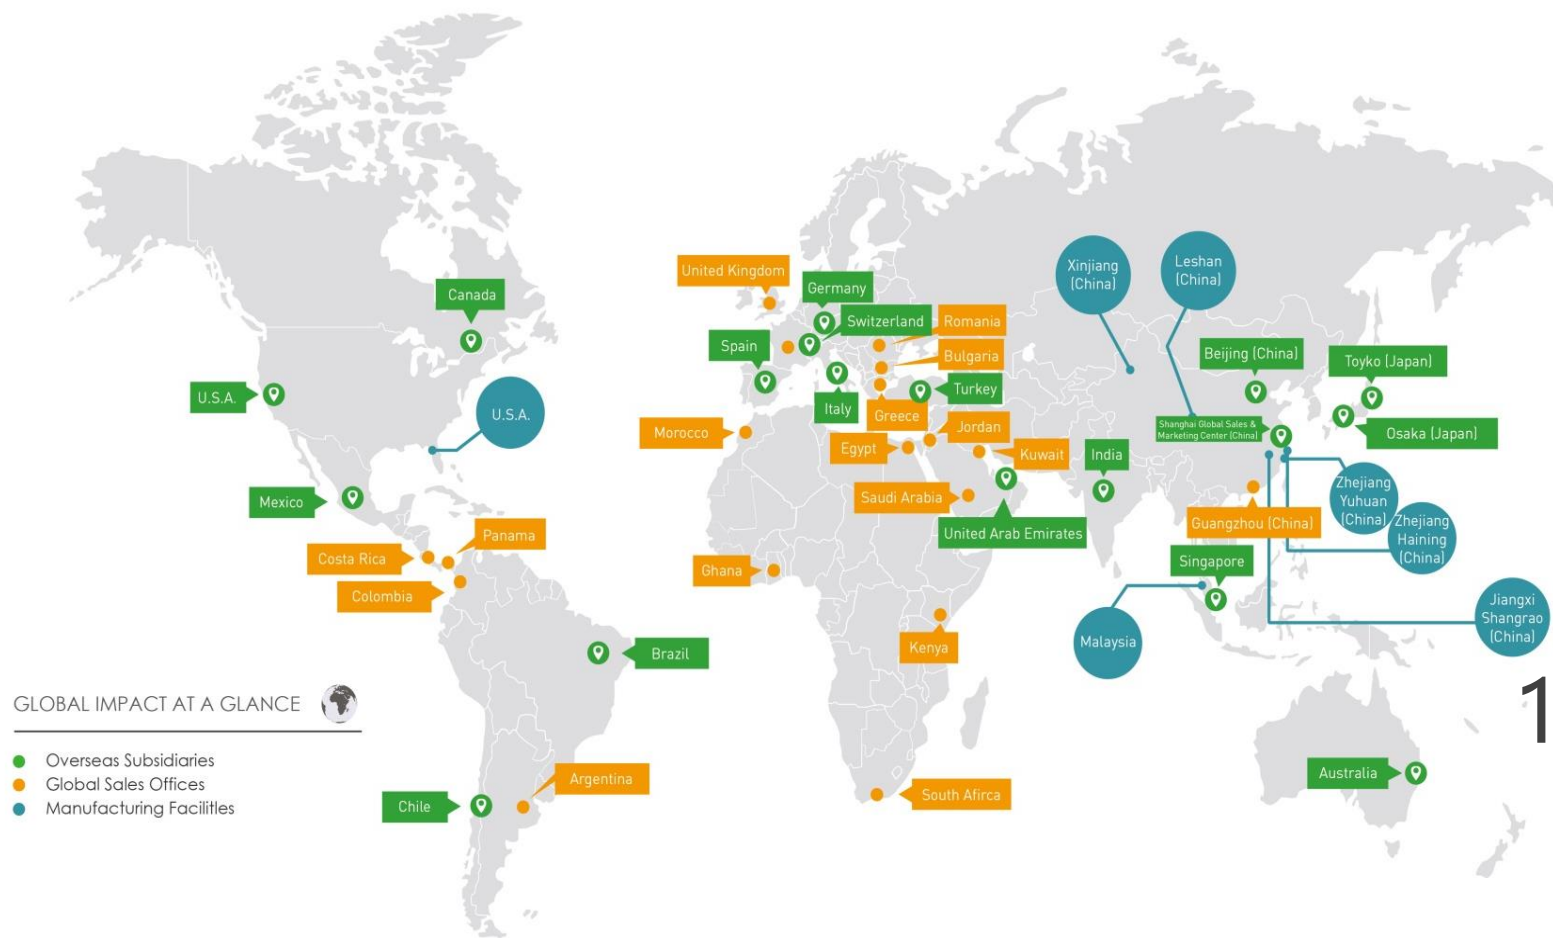 Canada
U.S.A.
U.S.A.
Mexico
Costa Rica
Panama
Colombia
Brazil
Chile
Argentina
United Kingdom
Germany
Switzerland
Spain
Italy
Romania
Bulgaria
Greece
Turkey
Morocco
Egypt
Jordan
Kuwait
Saudi Arabia
United Arab Emirates
Ghana
Kenya
South Afirca
India
Xinjiang
(China)
Leshan
(China)
Beijing (China)
Toyko (Japan)
Osaka (Japan)
Shanghai Global Sales &
Marketing Center (China)
Zhejiang
Yuhuan
(China)
Zhejiang
Haining
(China)
Guangzhou (China)
Singapore
Malaysia
Jiangxi
Shangrao
(China)
Australia
1
GLOBAL IMPACT AT A GLANCE
Overseas Subsidiaries
Global Sales Offices
Manufacturing Facilitles